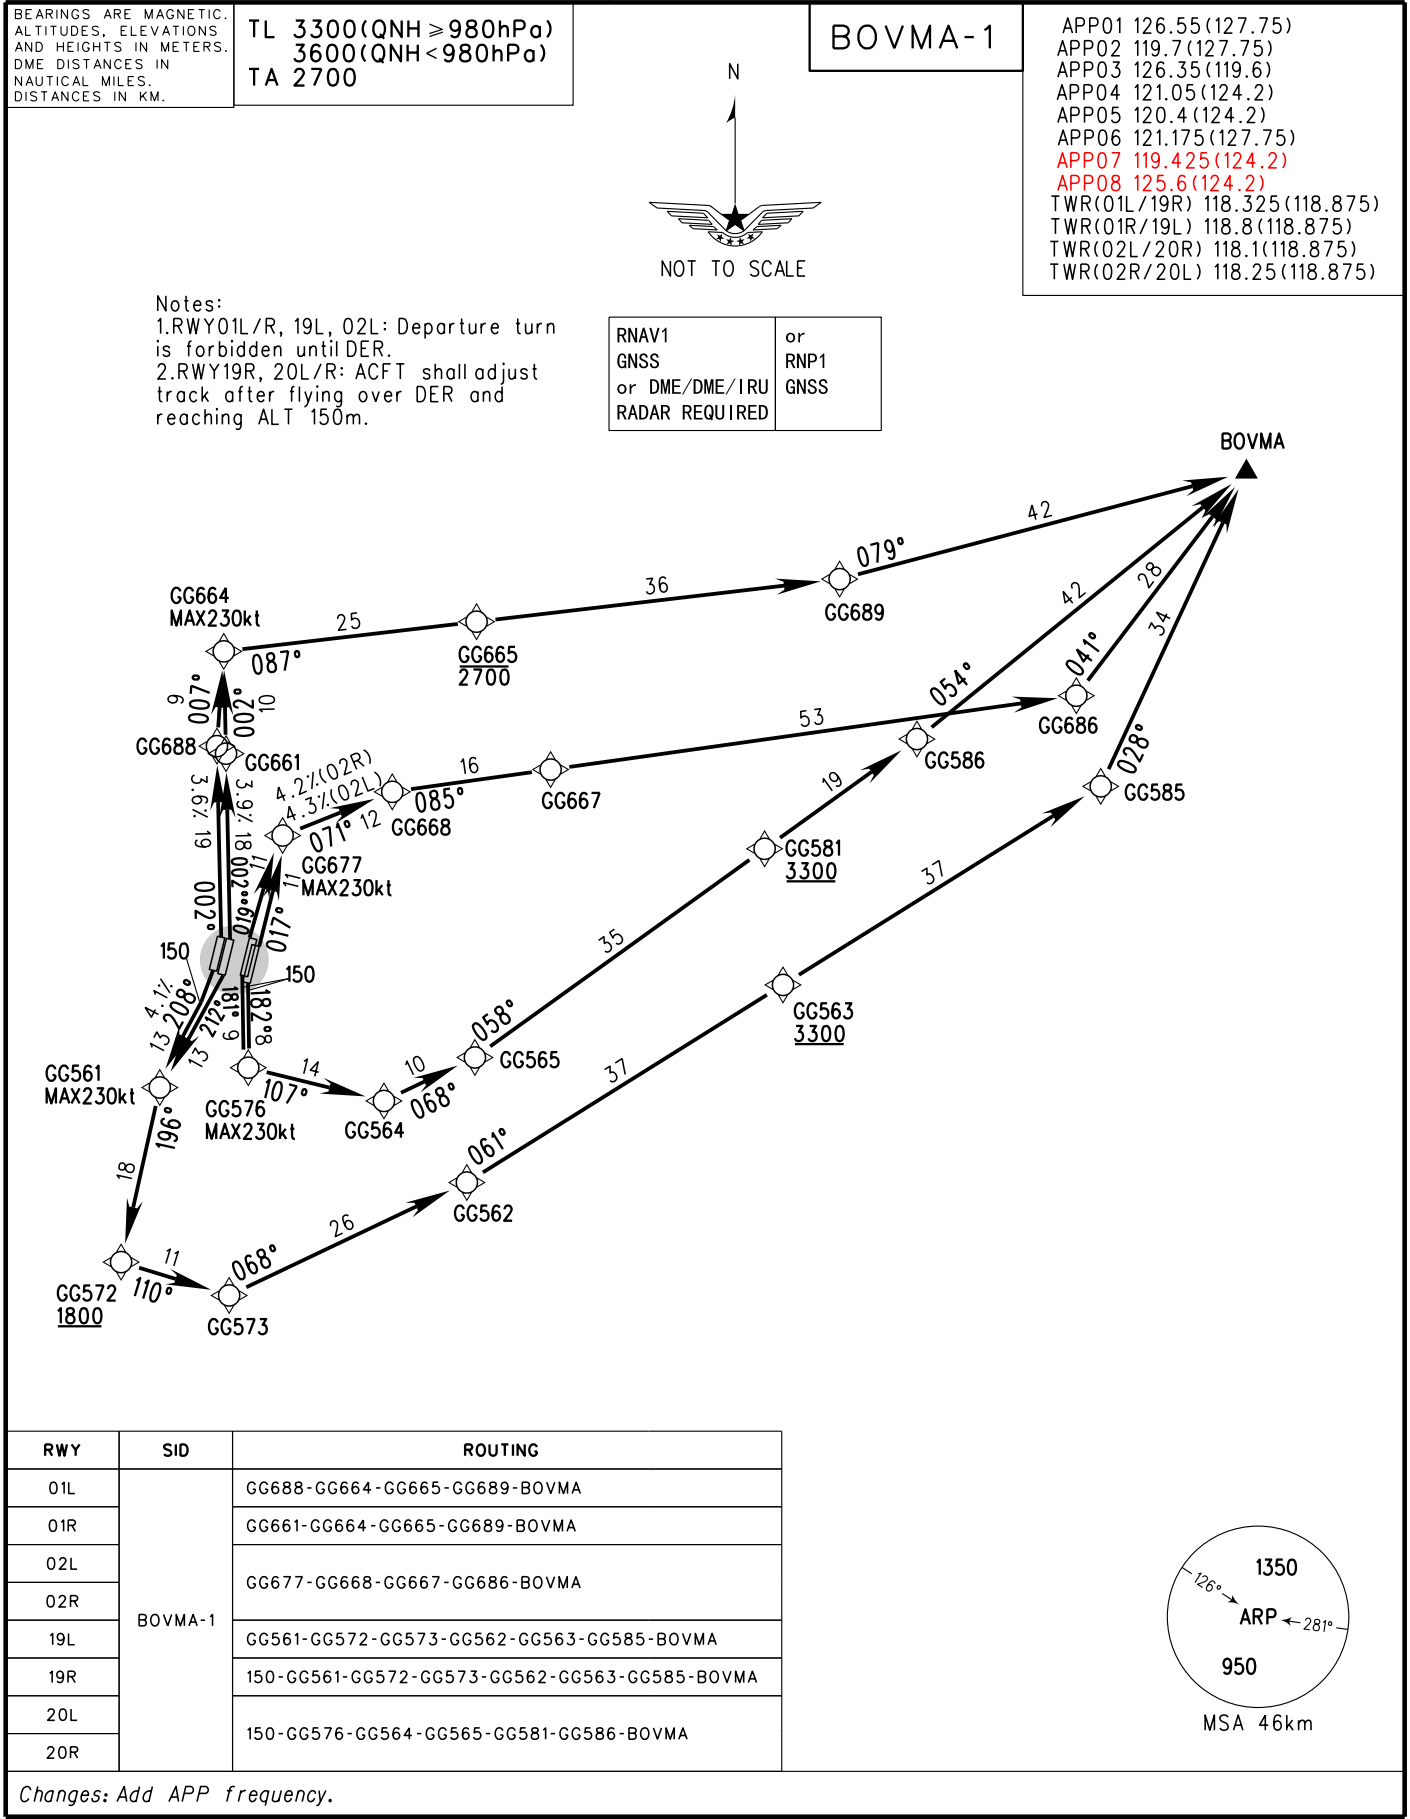 BEARINGS ARE MAGNETIC.
ALTITUDES, ELEVATIONS
AND HEIGHTS IN METERS.
DME DISTANCES IN
NAUTICAL MILES.
DISTANCES IN KM.
TL 3300(QNH≥980hPa)
3600(QNH<980hPa)
TA 2700
BOVMA-1
APP01 126.55(127.75)
APP02 119.7(127.75)
APP03 126.35(119.6)
APP04 121.05(124.2)
APP05 120.4(124.2)
APP06 121.175(127.75)
APP07 119.425(124.2)
APP08 125.6(124.2)
TWR(01L/19R) 118.325(118.875)
TWR(01R/19L) 118.8(118.875)
TWR(02L/20R) 118.1(118.875)
TWR(02R/20L) 118.25(118.875)
N
NOT TO SCALE
Notes:
1.RWY01L/R, 19L, 02L: Departure turn
is forbidden until DER.
2.RWY19R, 20L/R: ACFT shall adjust
track after flying over DER and
reaching ALT 150m.
RNAV1
GNSS
or DME/DME/IRU
RADAR REQUIRED
or
RNP1
GNSS
BOVMA
42
079°
36
GG689
GG664
MAX230kt
25
087°
GG665
2700
42
28
34
041°
054°
GG686
53
007°
6
002°
10
GG688
GG661
GG586
028°
GG585
4.2%(02R)
4.3%(02L)
16
085°
GG667
GG668
071°
12
19
3.6% 19
3.9% 18
GG677
MAX230kt
11
11
GG581
3300
37
002°
002°
019°
017°
35
150
150
4.1%
208°
13
212°
13
181°
9
182°
8
GG563
3300
058°
GG565
14
10
37
GG561
MAX230kt
107°
068°
GG576
MAX230kt
GG564
196°
18
061°
GG562
26
11
068°
110°
GG572
1800
GG573
RWY SID ROUTING
01L GG688-GG664-GG665-GG689-BOVMA
01R GG661-GG664-GG665-GG689-BOVMA
02L
GG677-GG668-GG667-GG686-BOVMA
02R
BOVMA-1
19L GG561-GG572-GG573-GG562-GG563-GG585-BOVMA
19R 150-GG561-GG572-GG573-GG562-GG563-GG585-BOVMA
20L
150-GG576-GG564-GG565-GG581-GG586-BOVMA
20R
1350
126°
ARP
281°
950
MSA 46km
Changes: Add APP frequency.